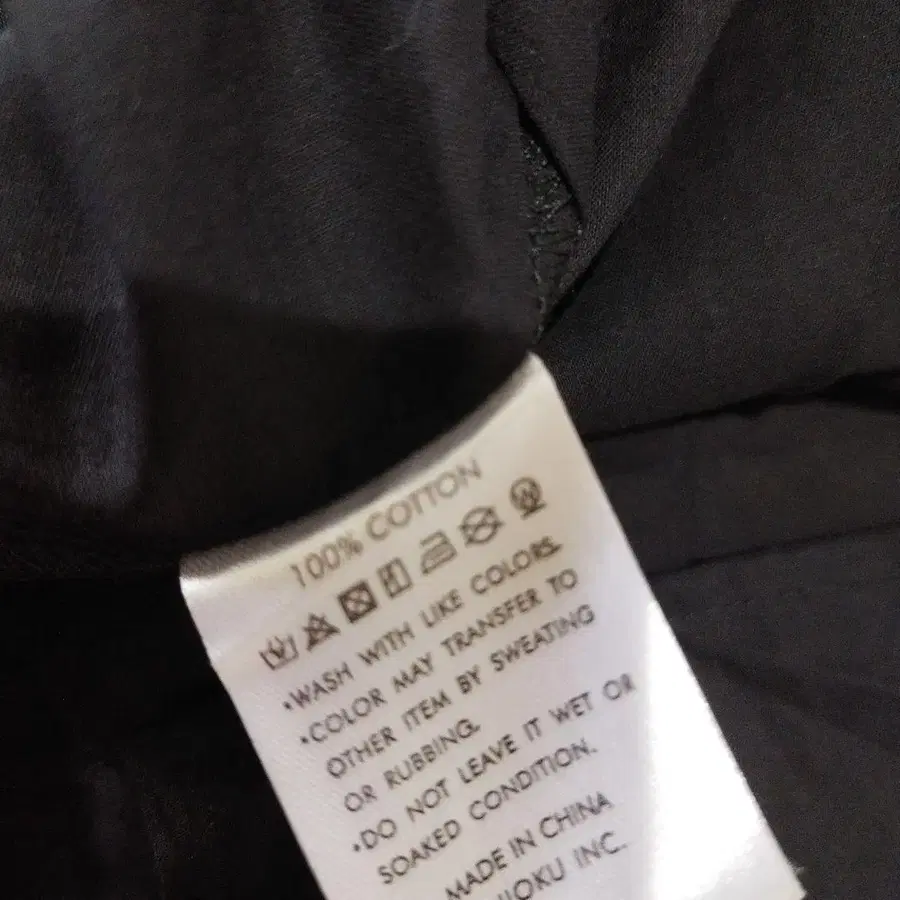 100% COTTON
•WASH WITH LIKE COLORS.
•COLOR MAY TRANSFER TO
OTHER ITEM BY SWEATING
OR RUBBING.
•DO NOT LEAVE IT WET OR
SOAKED CONDITION.
MADE IN CHINA
INC.